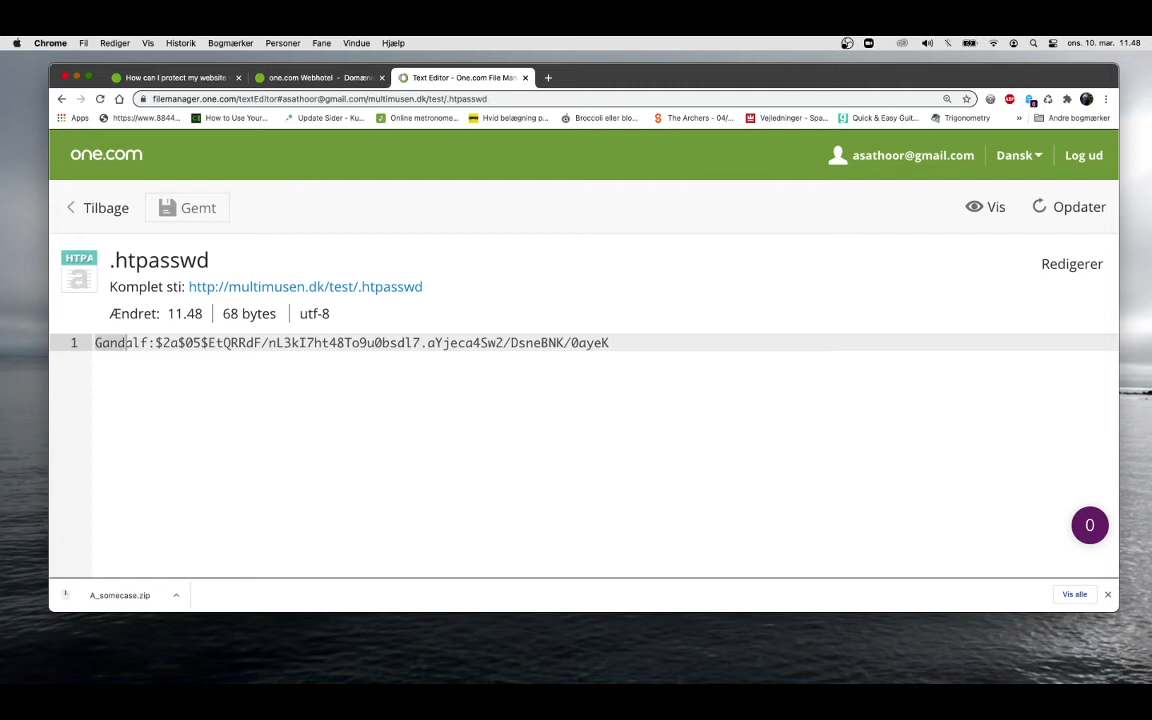 Chrome Fil Rediger Vis Historik Bogmærker Personer Fane Vindue Hjælp ons. 10. mar. 11.48
How can I protect my website one.com Webhotel - Domæn Text Editor - One.com File Man
filemanager.one.com/textEditor#asathoor@gmail.com/multimusen.dk/test/.htpasswd
Apps https://www.8844... How to Use Your... Update Sider - Ku... Online metronome... Hvid belægning p... Broccoli eller blo... The Archers - 04/... Vejledninger - Spa... Quick & Easy Guit... Trigonometry » Andre bogmærker
one.com asathoor@gmail.com Dansk Log ud
Tilbage Gemt Vis Opdater
HTPA .htpasswd Redigerer
Komplet sti: http://multimusen.dk/test/.htpasswd
Ændret: 11.48 68 bytes utf-8
1 Gandalf:$2a$05$EtQRRdF/nL3kI7ht48To9u0bsdl7.aYjeca4Sw2/DsneBNK/0ayeK
0
A_somecase.zip Vis alle